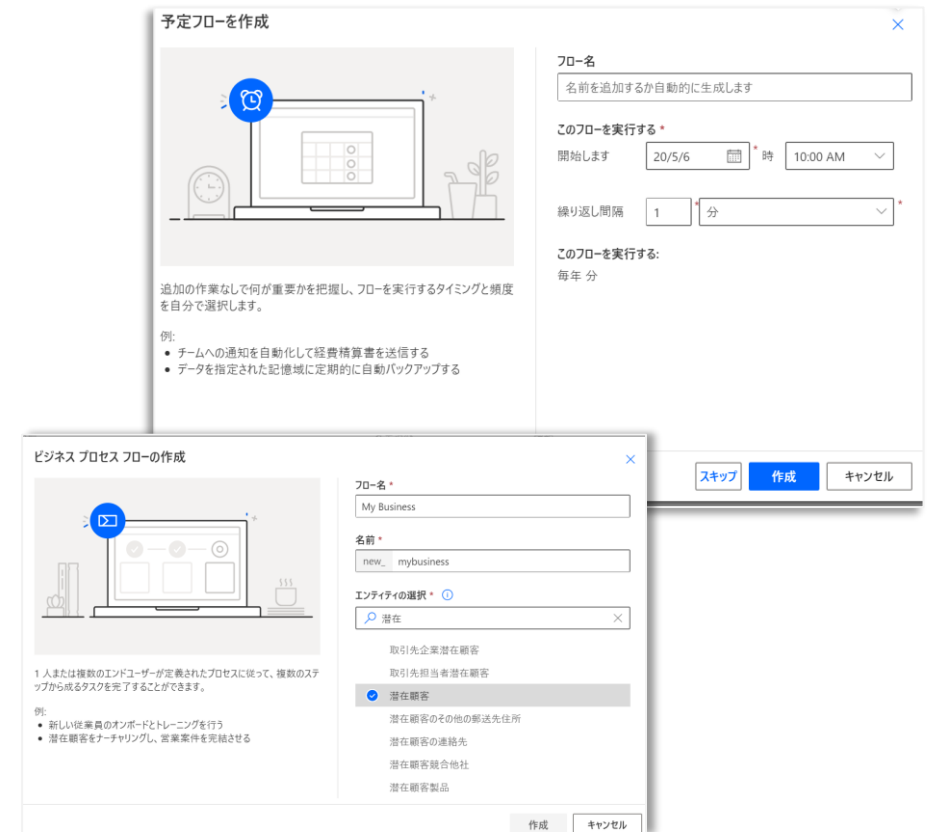 予定フローを作成
フロー名
名前を追加するか自動的に生成します
このフローを実行する *
開始します 20/5/6 * 時 10:00 AM
繰り返し間隔 1 * 分 *
このフローを実行する:
毎年 分
追加の作業なしで何が重要かを把握し、フローを実行するタイミングと頻度
を自分で選択します。
例:
• チームへの通知を自動化して経費精算書を送信する
• データを指定された記憶域に定期的に自動バックアップする
スキップ 作成 キャンセル
ビジネス プロセス フローの作成
フロー名 *
My Business
名前 *
new_ mybusiness
エンティティの選択 *
潜在
取引先企業潜在顧客
取引先担当者潜在顧客
潜在顧客
潜在顧客のその他の郵送先住所
潜在顧客の連絡先
潜在顧客競合他社
潜在顧客製品
1 人または複数のエンドユーザーが定義されたプロセスに従って、複数のステ
ップから成るタスクを完了することができます。
例:
• 新しい従業員のオンボードとトレーニングを行う
• 潜在顧客をナーチャリングし、営業案件を完結させる
作成 キャンセル